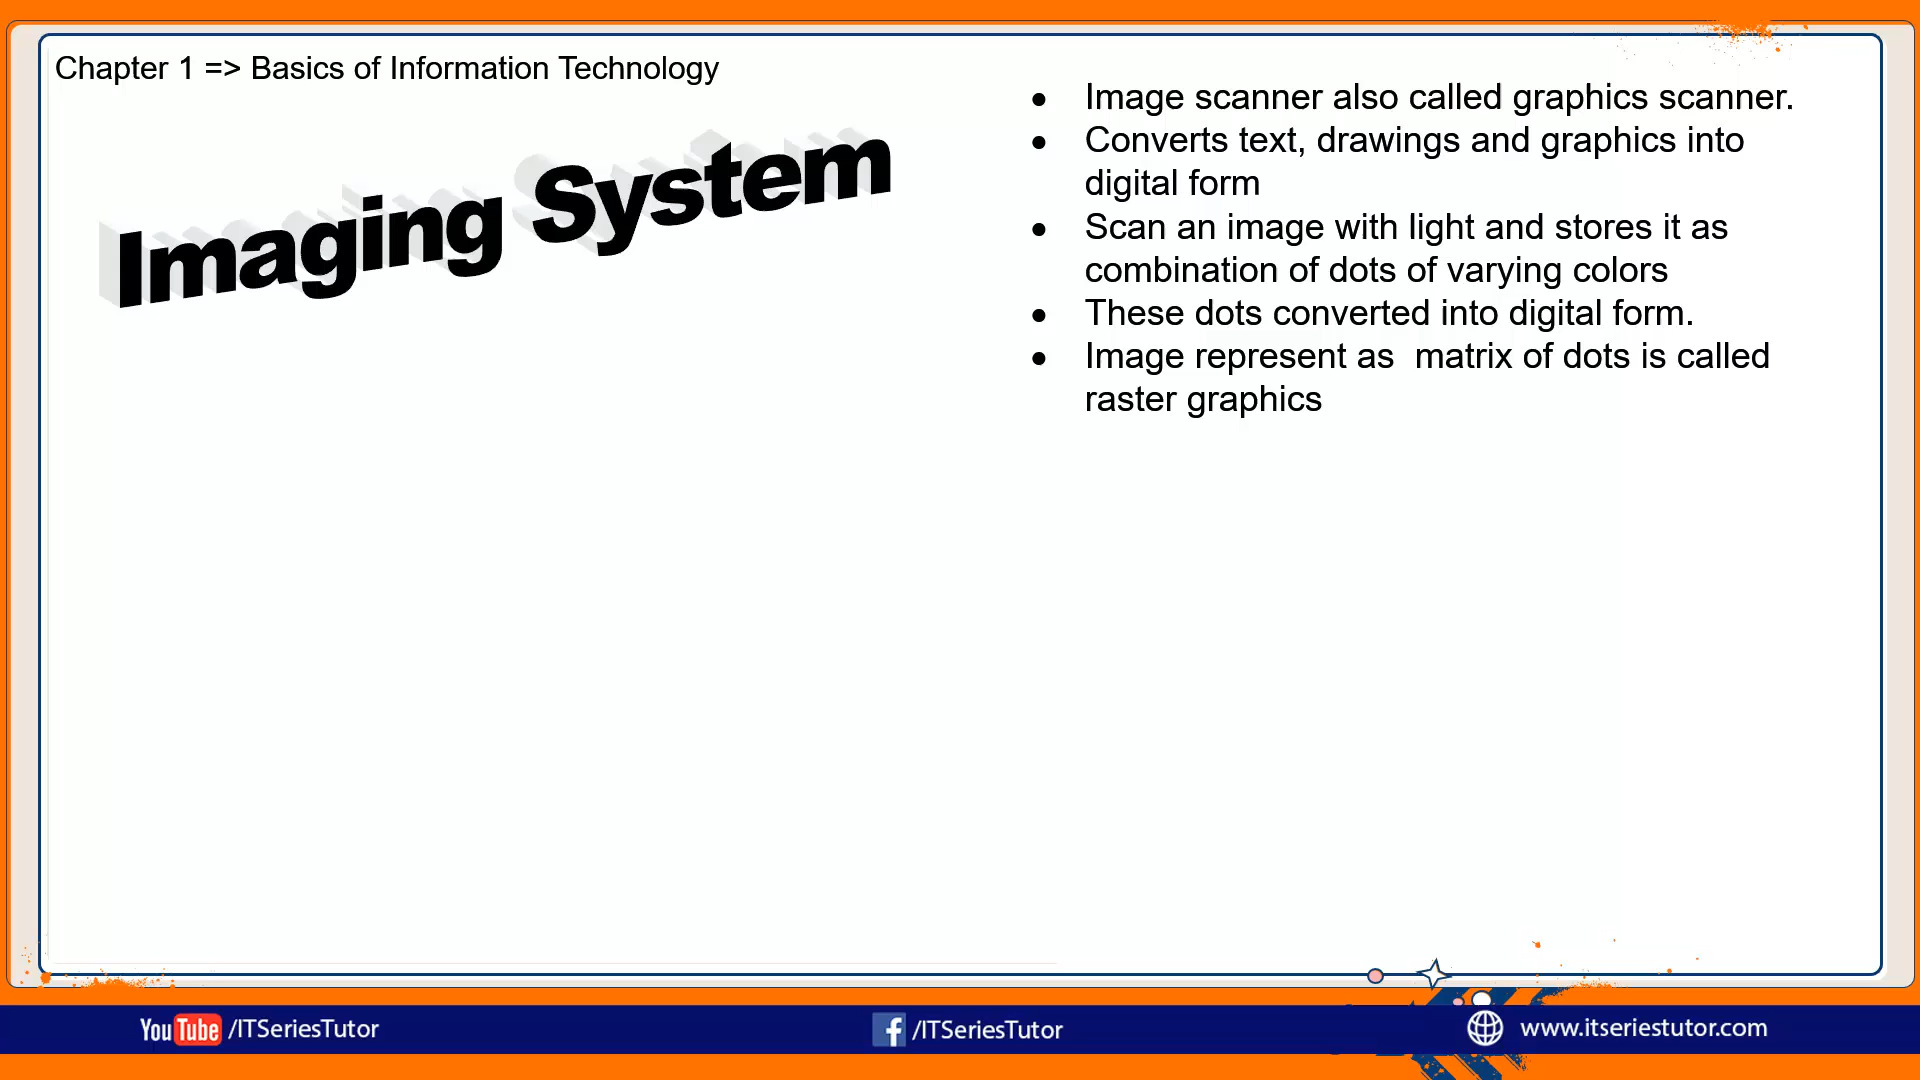 Chapter 1 => Basics of Information Technology
Imaging System
● Image scanner also called graphics scanner.
● Converts text, drawings and graphics into
digital form
● Scan an image with light and stores it as
combination of dots of varying colors
● These dots converted into digital form.
● Image represent as  matrix of dots is called
raster graphics
YouTube /ITSeriesTutor
f /ITSeriesTutor
www.itseriestutor.com